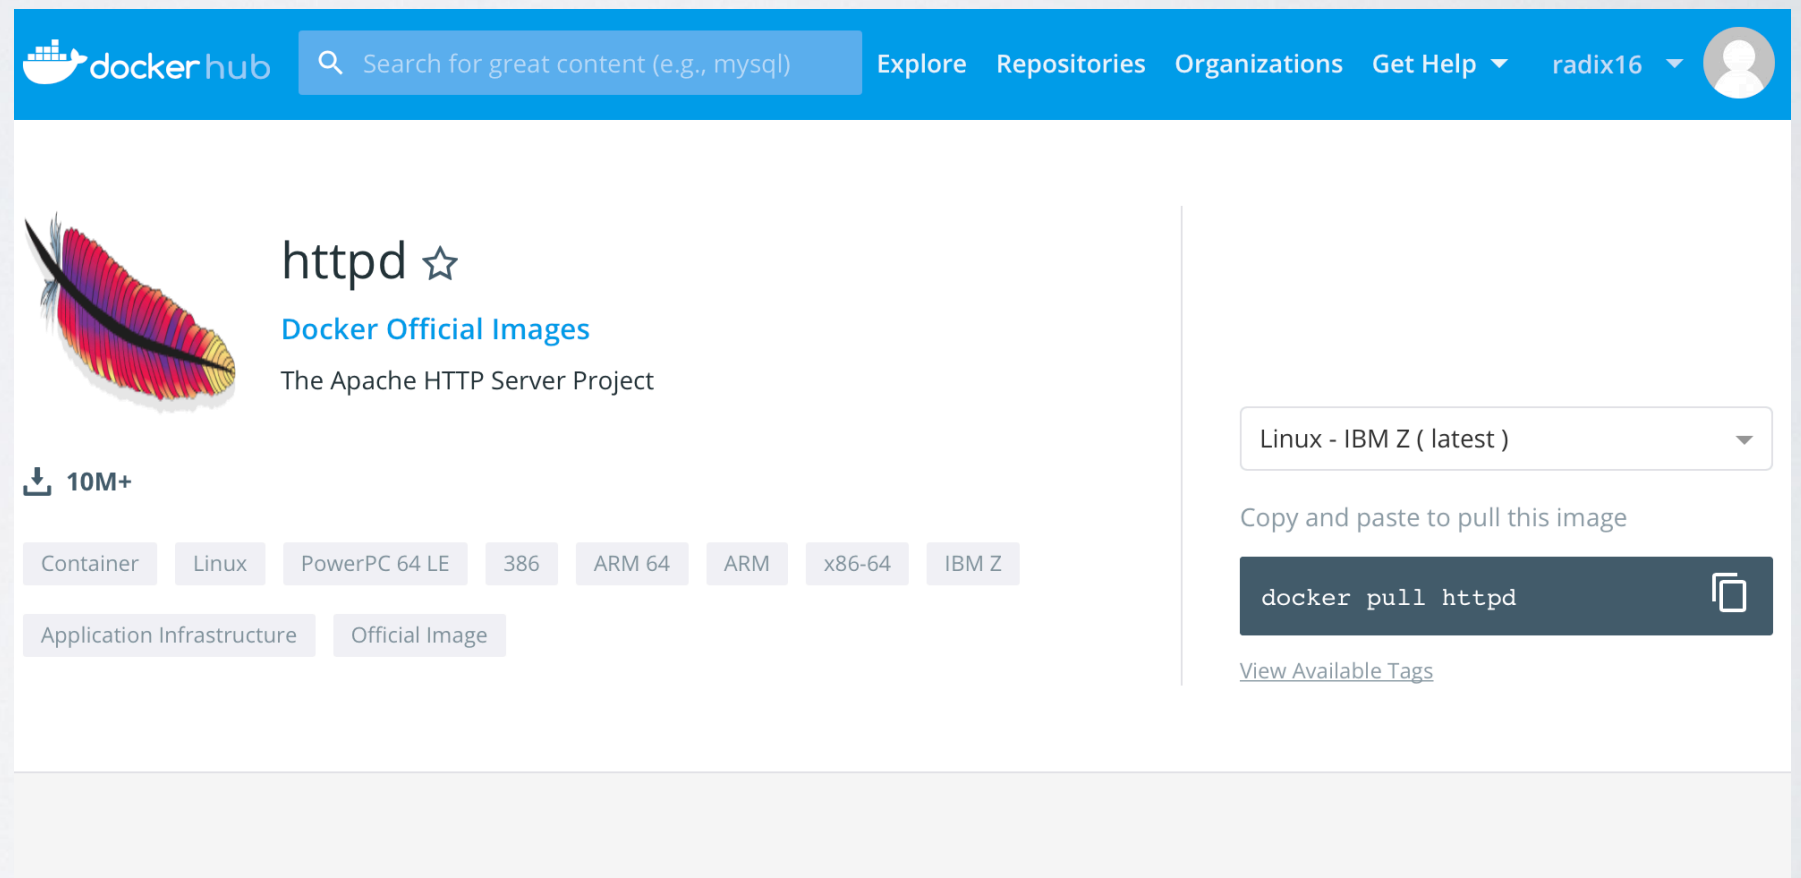 docker hub Search for great content (e.g., mysql) Explore Repositories Organizations Get Help radix16
httpd
Docker Official Images
The Apache HTTP Server Project
10M+
Container Linux PowerPC 64 LE 386 ARM 64 ARM x86-64 IBM Z
Application Infrastructure Official Image
Linux - IBM Z ( latest )
Copy and paste to pull this image
docker pull httpd
View Available Tags